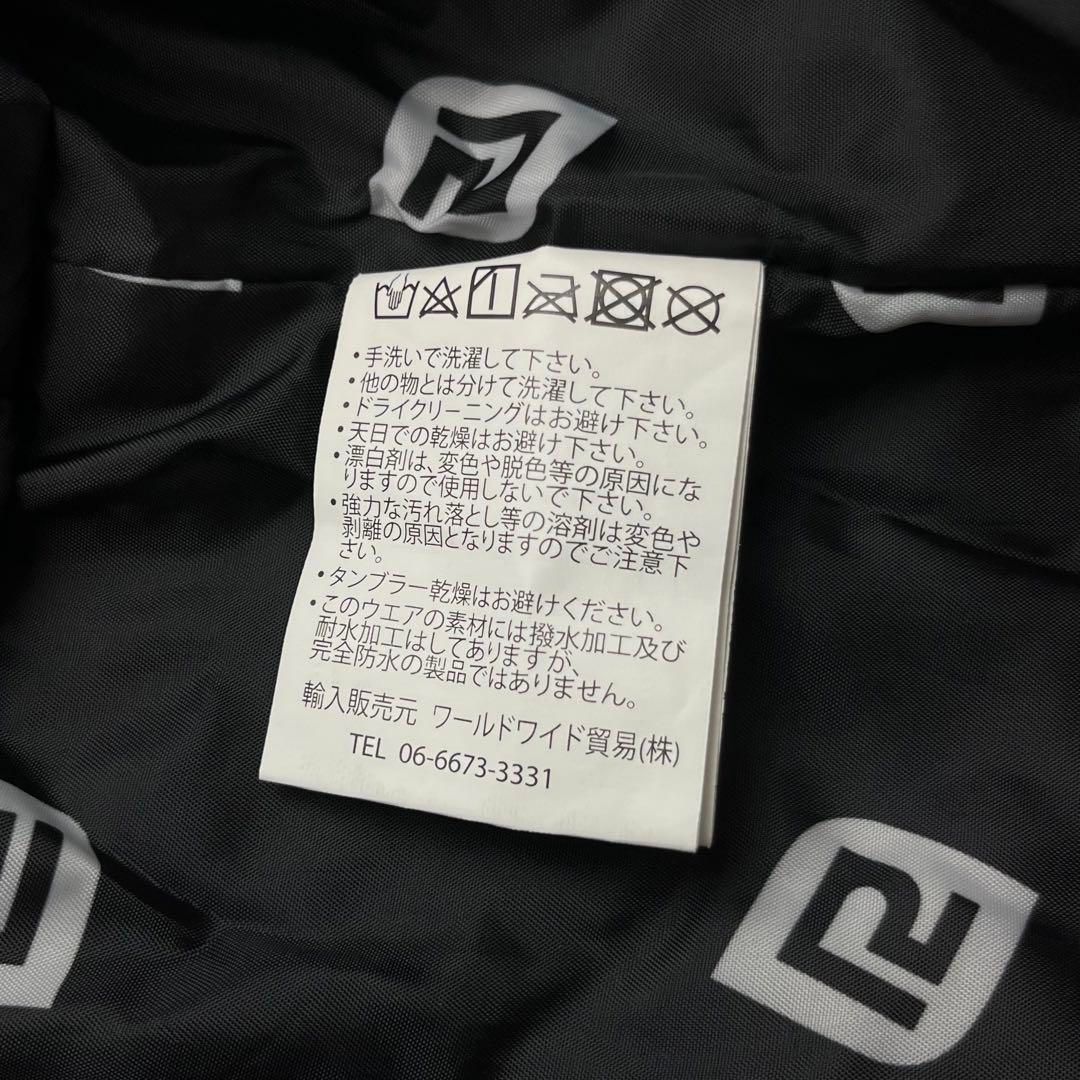 ・手洗いで洗濯して下さい。
・他の物とは分けて洗濯して下さい。
・ドライクリーニングはお避け下さい。
・天日での乾燥はお避け下さい。
・漂白剤は、変色や脱色等の原因にな
りますので使用しないで下さい。
・強力な汚れ落とし等の溶剤は変色や
剥離の原因となりますのでご注意下
さい。
・タンブラー乾燥はお避けください。
・このウエアの素材には撥水加工及び
耐水加工はしてありますが、
完全防水の製品ではありません。
輸入販売元 ワールドワイド貿易(株)
TEL 06-6673-3331